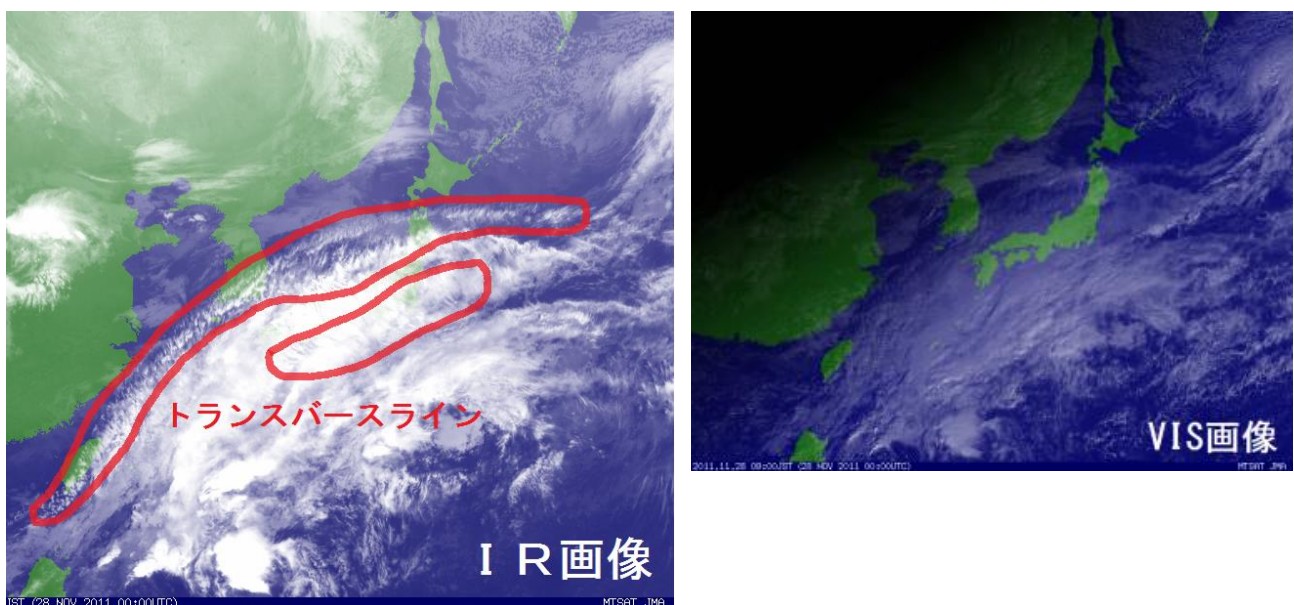 トランスバースライン
ＩＲ画像
JST (28 NOV 2011 00:00UTC)
MTSAT JMA
VIS画像
2011.11.28 09:00JST (28 NOV 2011 00:00UTC)
MTSAT JMA